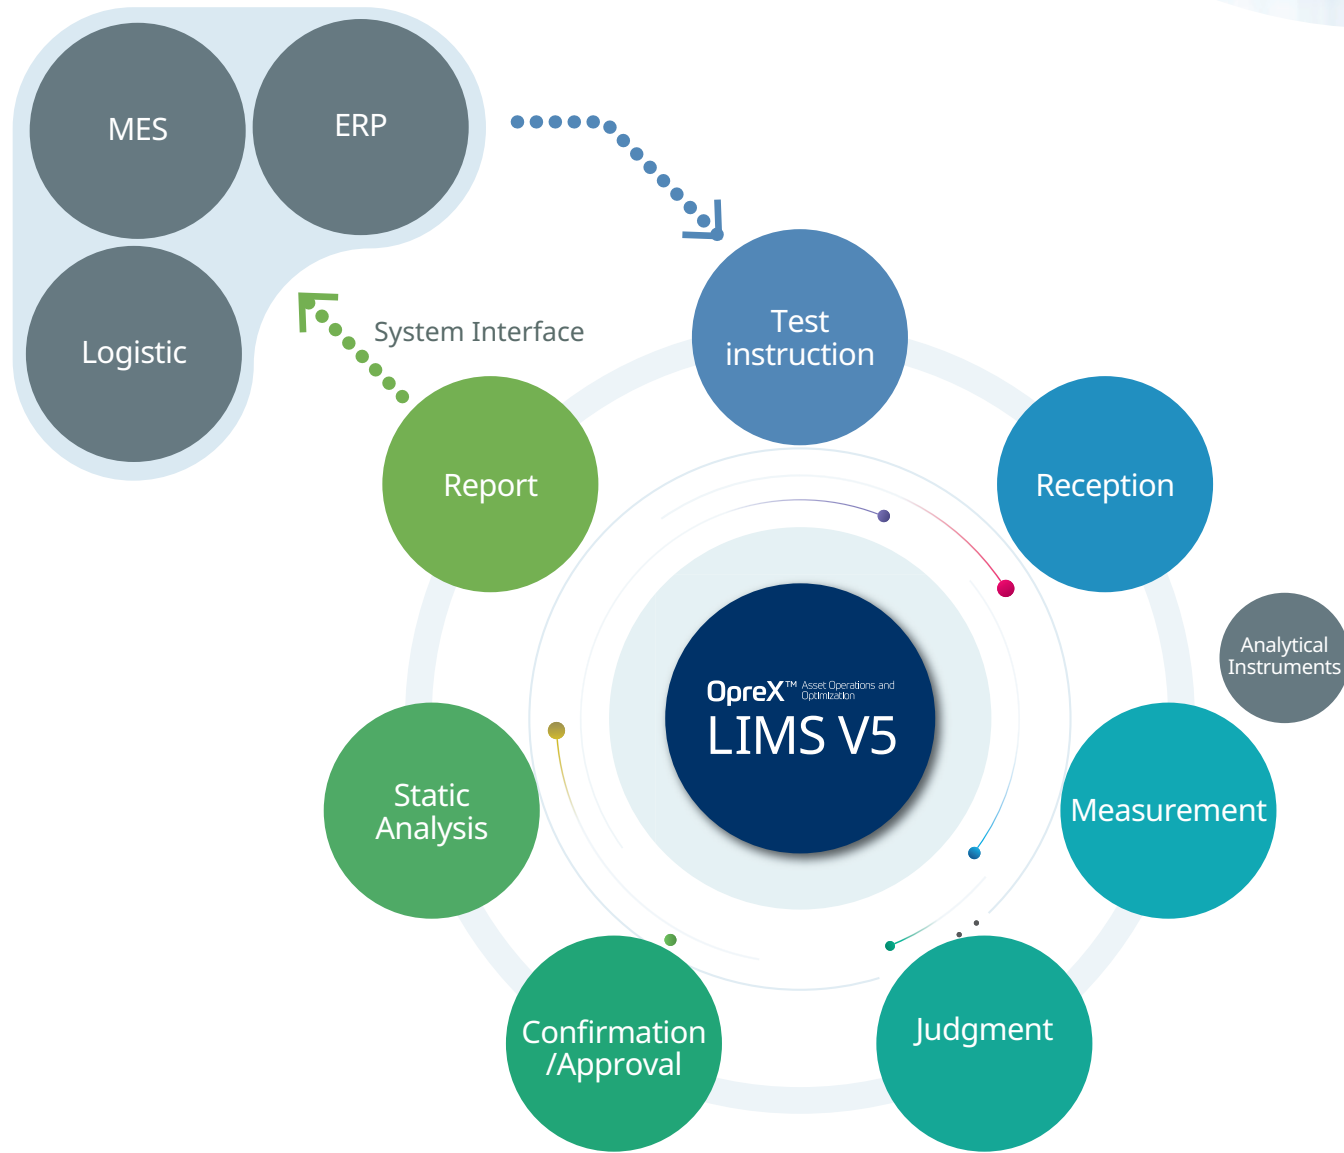 MES
ERP
Logistic
System Interface
Test
instruction
Report
Reception
Analytical
Instruments
OpreX™ Asset Operations and
Optimization
LIMS V5
Static
Analysis
Measurement
Confirmation
/Approval
Judgment